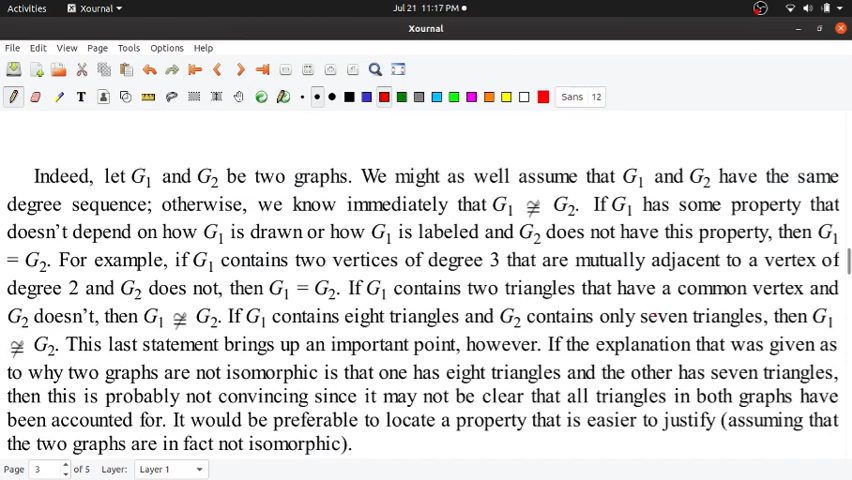 Activities Xournal Jul 21 11:17 PM
Xournal
File Edit View Page Tools Options Help
T Sans 12
Indeed, let G1 and G2 be two graphs. We might as well assume that G1 and G2 have the same
degree sequence; otherwise, we know immediately that G1 ≇ G2. If G1 has some property that
doesn't depend on how G1 is drawn or how G1 is labeled and G2 does not have this property, then G1
= G2. For example, if G1 contains two vertices of degree 3 that are mutually adjacent to a vertex of
degree 2 and G2 does not, then G1 = G2. If G1 contains two triangles that have a common vertex and
G2 doesn't, then G1 ≇ G2. If G1 contains eight triangles and G2 contains only seven triangles, then G1
≇ G2. This last statement brings up an important point, however. If the explanation that was given as
to why two graphs are not isomorphic is that one has eight triangles and the other has seven triangles,
then this is probably not convincing since it may not be clear that all triangles in both graphs have
been accounted for. It would be preferable to locate a property that is easier to justify (assuming that
the two graphs are in fact not isomorphic).
Page 3 of 5 Layer: Layer 1